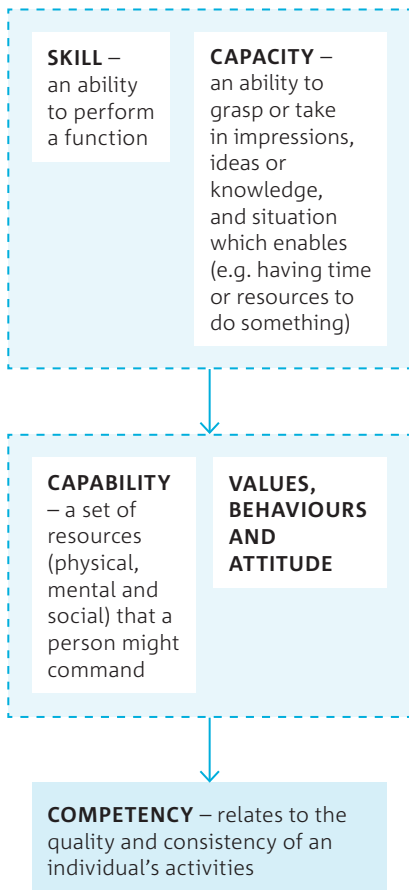 SKILL –
an ability
to perform
a function
CAPACITY –
an ability to
grasp or take
in impressions,
ideas or
knowledge,
and situation
which enables
(e.g. having time
or resources to
do something)
CAPABILITY
– a set of
resources
(physical,
mental and
social) that a
person might
command
VALUES,
BEHAVIOURS
AND
ATTITUDE
COMPETENCY – relates to the
quality and consistency of an
individual’s activities